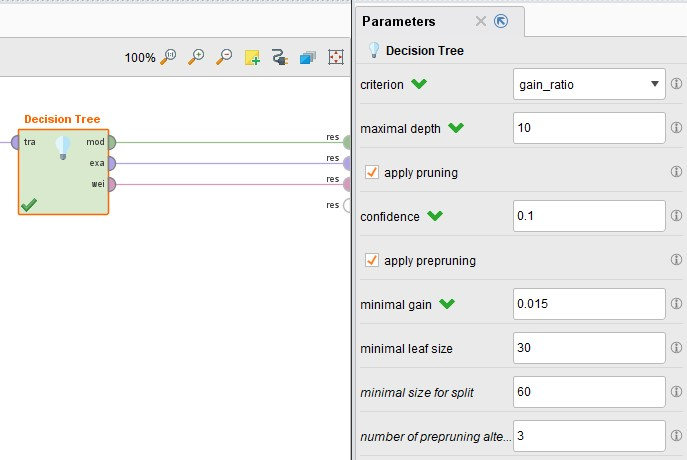 Parameters
100%
Decision Tree
criterion
gain_ratio
Decision Tree
maximal depth
10
tra
mod
res
exa
res
apply pruning
wei
res
res
confidence
0.1
apply prepruning
minimal gain
0.015
minimal leaf size
30
minimal size for split
60
number of prepruning alte...
3